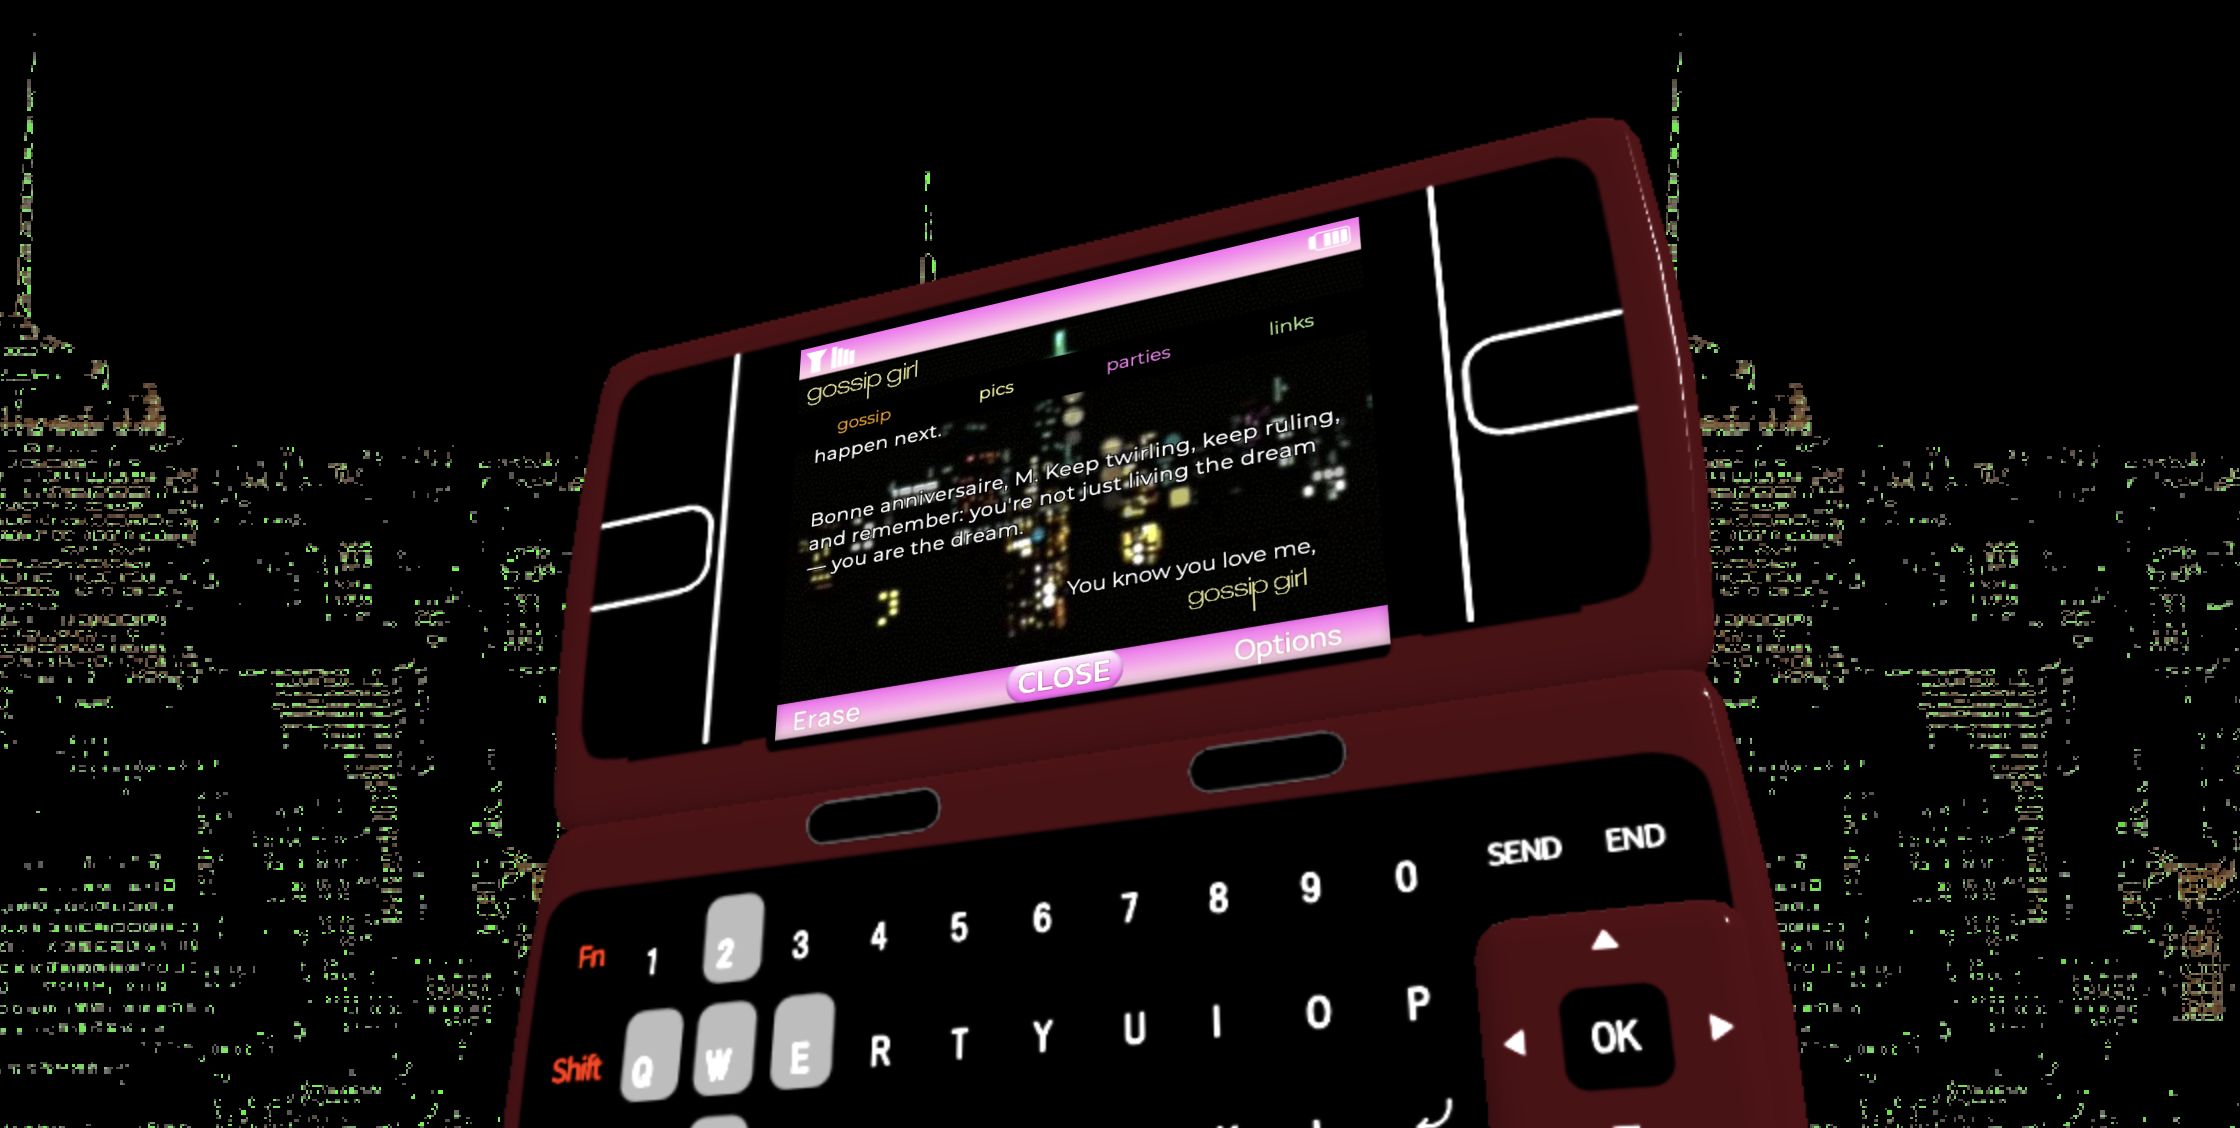 gossip girl
gossip pics parties links
happen next.
Bonne anniversaire, M. Keep twirling, keep ruling,
and remember: you're not just living the dream
— you are the dream.
You know you love me,
gossip girl
Erase CLOSE Options
SEND END
Fn 1 2 3 4 5 6 7 8 9 0
Shift Q W E R T Y U I O P
OK